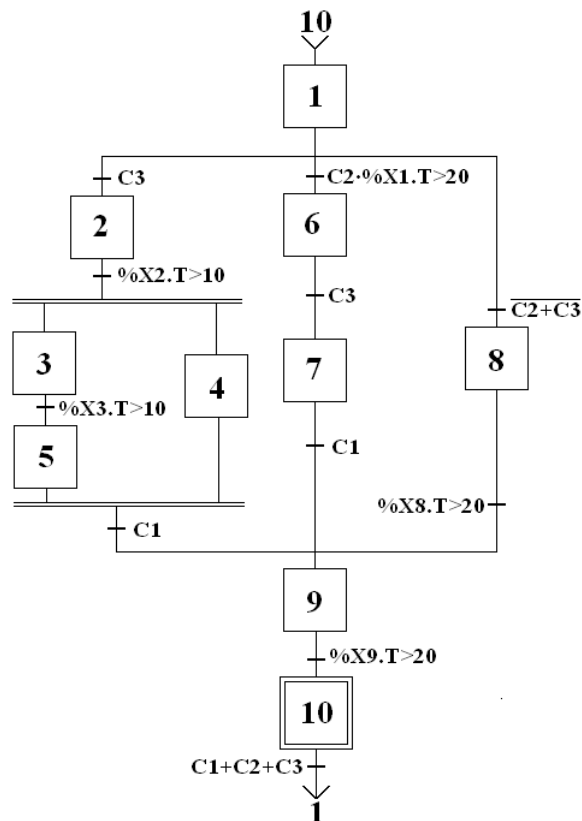 10
1
C3
C2·%X1.T>20
2
6
%X2.T>10
C3
C2+C3
3
4
7
8
%X3.T>10
5
C1
%X8.T>20
C1
9
%X9.T>20
10
C1+C2+C3
1